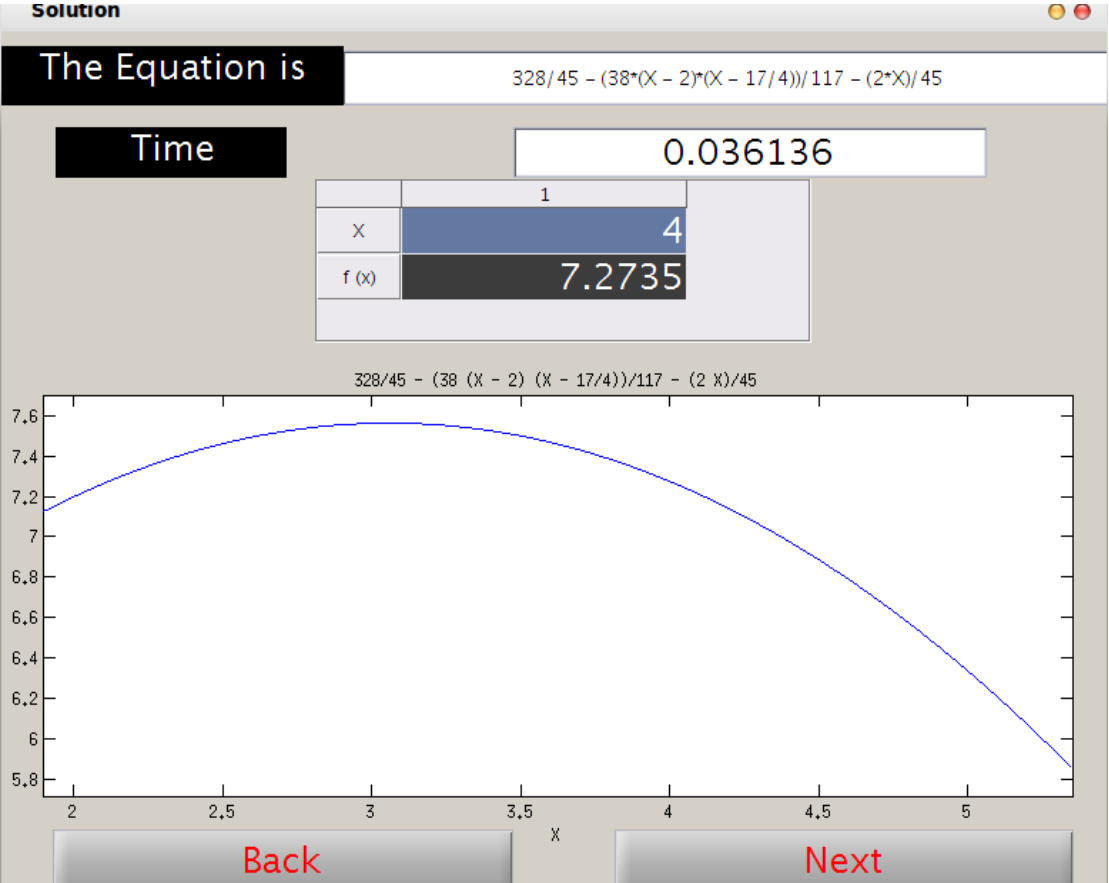 Solution
The Equation is
328/45 – (38*(X – 2)*(X – 17/4))/117 – (2*X)/45
Time
0.036136
1
X
4
f (x)
7.2735
328/45 - (38 (X - 2) (X - 17/4))/117 - (2 X)/45
7.6
7.4
7.2
7
6.8
6.6
6.4
6.2
6
5.8
2 2.5 3 3.5 4 4.5 5
X
Back
Next